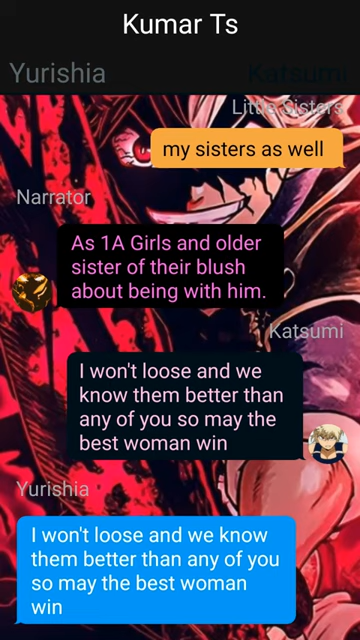 Kumar Ts
Yurishia
Katsumi
Little Sisters
my sisters as well
Narrator
As 1A Girls and older
sister of their blush
about being with him.
Katsumi
I won't loose and we
know them better than
any of you so may the
best woman win
Yurishia
I won't loose and we know
them better than any of you
so may the best woman
win